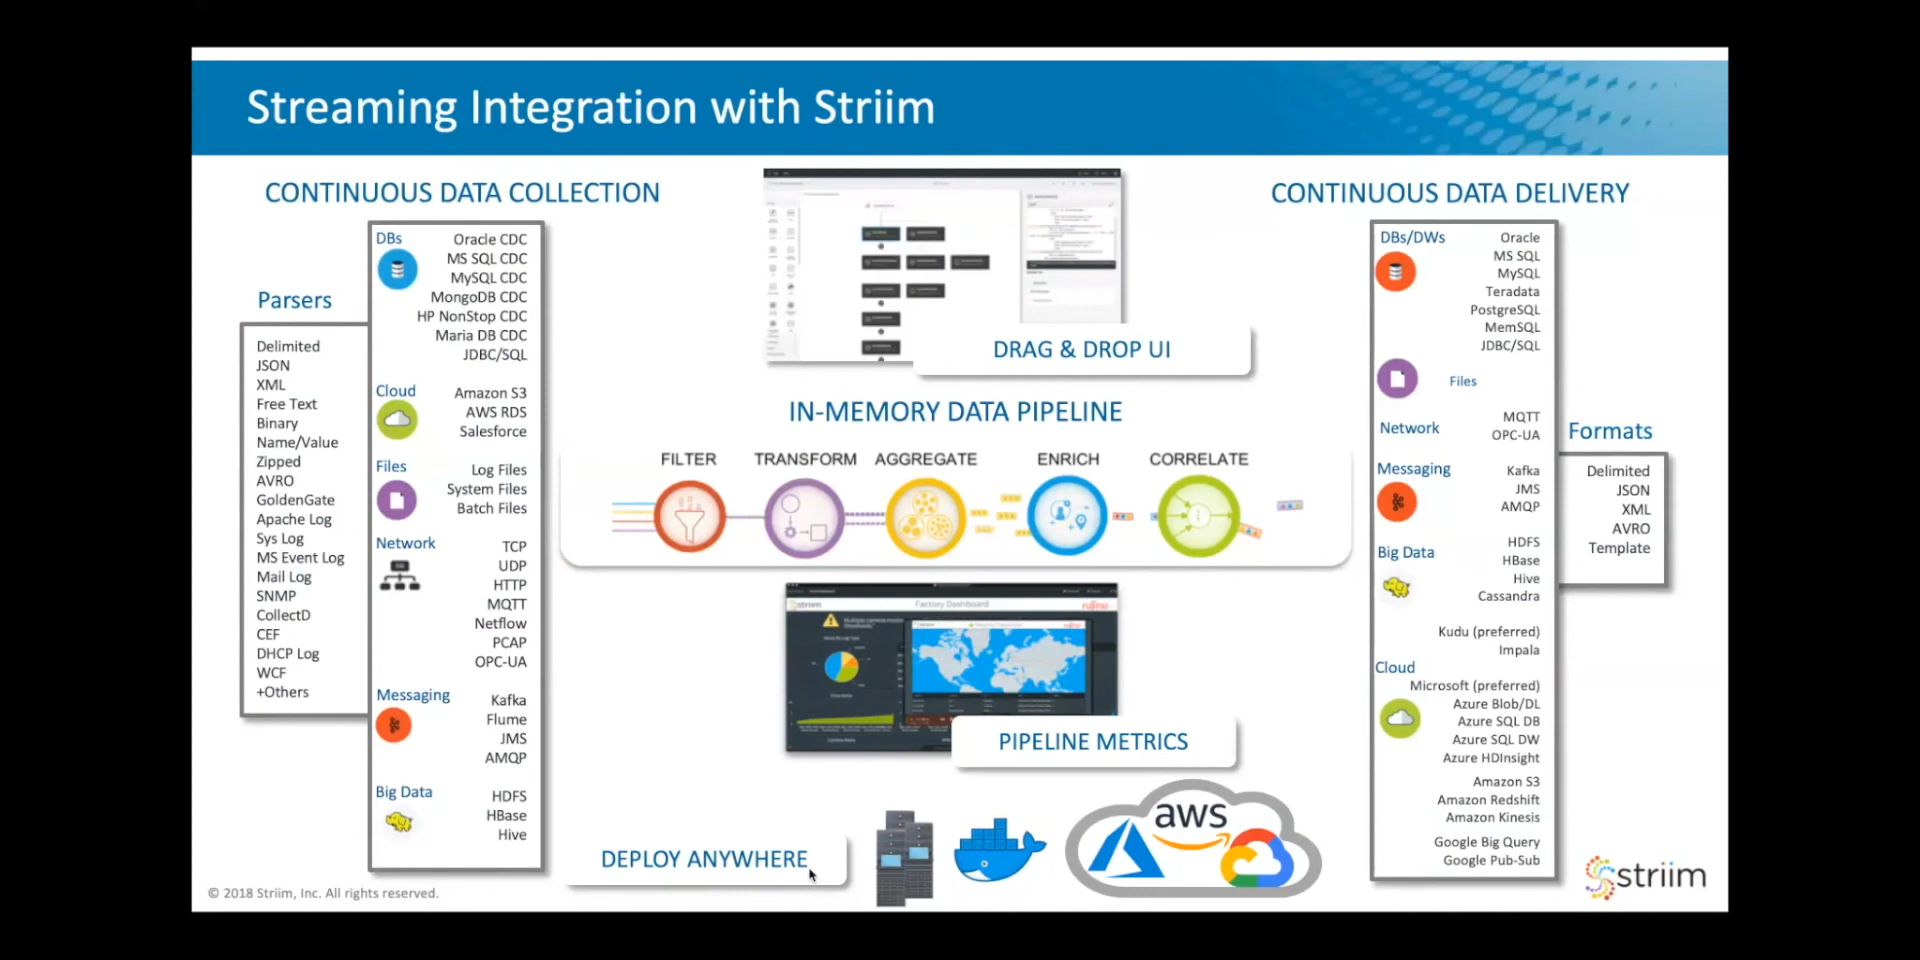 Streaming Integration with Striim
CONTINUOUS DATA COLLECTION
Parsers
Delimited
JSON
XML
Free Text
Binary
Name/Value
Zipped
AVRO
GoldenGate
Apache Log
Sys Log
MS Event Log
Mail Log
SNMP
CollectD
CEF
DHCP Log
WCF
+Others
DBs
Oracle CDC
MS SQL CDC
MySQL CDC
MongoDB CDC
HP NonStop CDC
Maria DB CDC
JDBC/SQL
Cloud
Amazon S3
AWS RDS
Salesforce
Files
Log Files
System Files
Batch Files
Network
TCP
UDP
HTTP
MQTT
Netflow
PCAP
OPC-UA
Messaging
Kafka
Flume
JMS
AMQP
Big Data
HDFS
HBase
Hive
DRAG & DROP UI
IN-MEMORY DATA PIPELINE
FILTER
TRANSFORM
AGGREGATE
ENRICH
CORRELATE
striim
Factory Dashboard
FUJITSU
PIPELINE METRICS
DEPLOY ANYWHERE
aws
CONTINUOUS DATA DELIVERY
DBs/DWs
Oracle
MS SQL
MySQL
Teradata
PostgreSQL
MemSQL
JDBC/SQL
Files
Network
MQTT
OPC-UA
Messaging
Kafka
JMS
AMQP
Big Data
HDFS
HBase
Hive
Cassandra
Kudu (preferred)
Impala
Cloud
Microsoft (preferred)
Azure Blob/DL
Azure SQL DB
Azure SQL DW
Azure HDInsight
Amazon S3
Amazon Redshift
Amazon Kinesis
Google Big Query
Google Pub-Sub
Formats
Delimited
JSON
XML
AVRO
Template
striim
© 2018 Striim, Inc. All rights reserved.